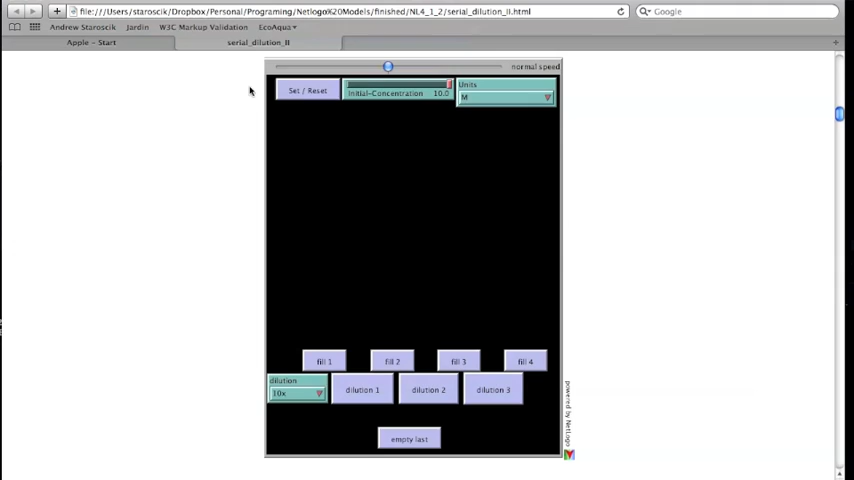 file:///Users/staroscik/Dropbox/Personal/Programing/Netlogo%20Models/finished/NL4_1_2/serial_dilution_II.html
Google
Andrew Staroscik
Jardin
W3C Markup Validation
EcoAqua
Apple - Start
serial_dilution_II
normal speed
Set / Reset
Initial-Concentration 10.0
Units
M
fill 1
fill 2
fill 3
fill 4
dilution
10x
dilution 1
dilution 2
dilution 3
empty last
powered by NetLogo